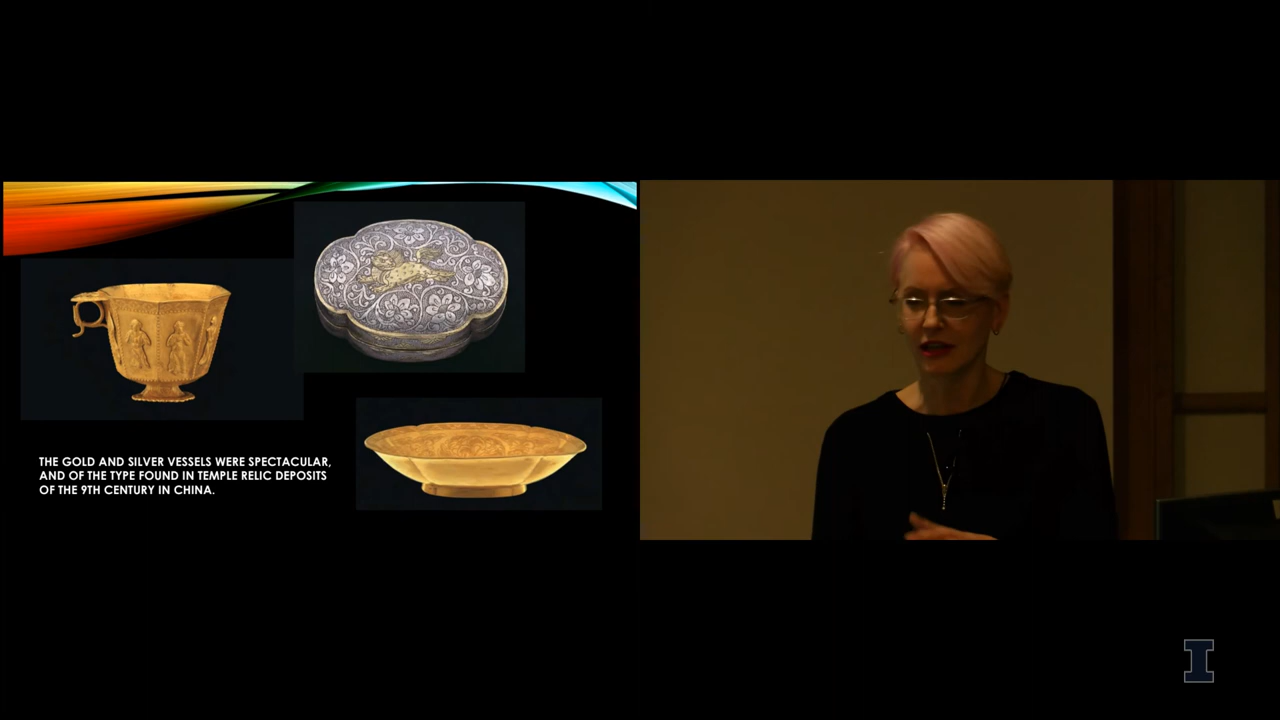 THE GOLD AND SILVER VESSELS WERE SPECTACULAR,
AND OF THE TYPE FOUND IN TEMPLE RELIC DEPOSITS
OF THE 9TH CENTURY IN CHINA.
I